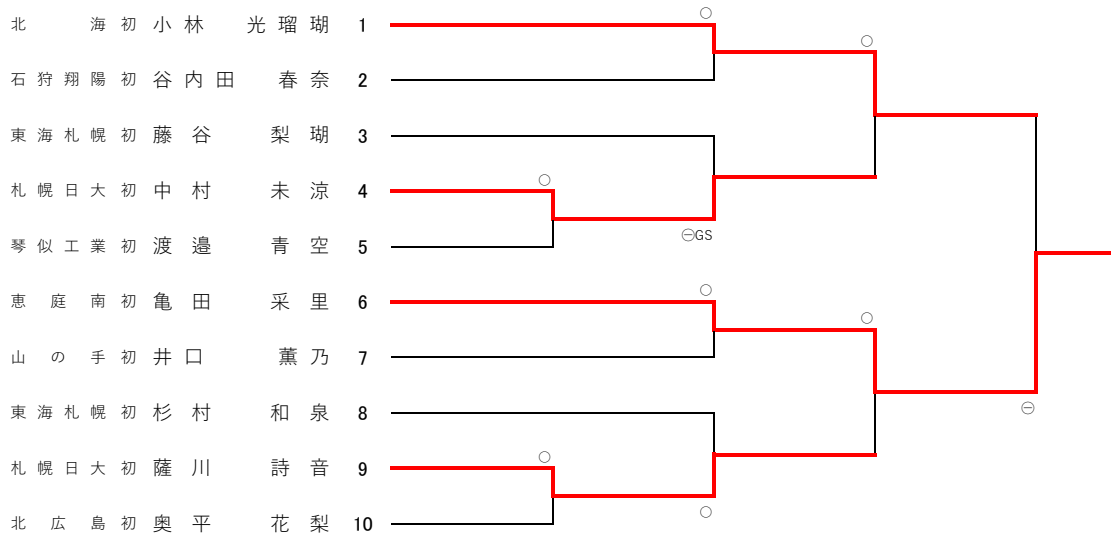 北海初 小林 光瑠瑚 1 ○ ○
石狩翔陽初 谷内田 春奈 2
東海札幌初 藤谷 梨瑚 3
札幌日大初 中村 未涼 4 ○
⊖GS
琴似工業初 渡邉 青空 5
恵庭南初 亀田 采里 6 ○ ○
山の手初 井口 薫乃 7
東海札幌初 杉村 和泉 8 ⊖
札幌日大初 薩川 詩音 9 ○
○
北広島初 奥平 花梨 10